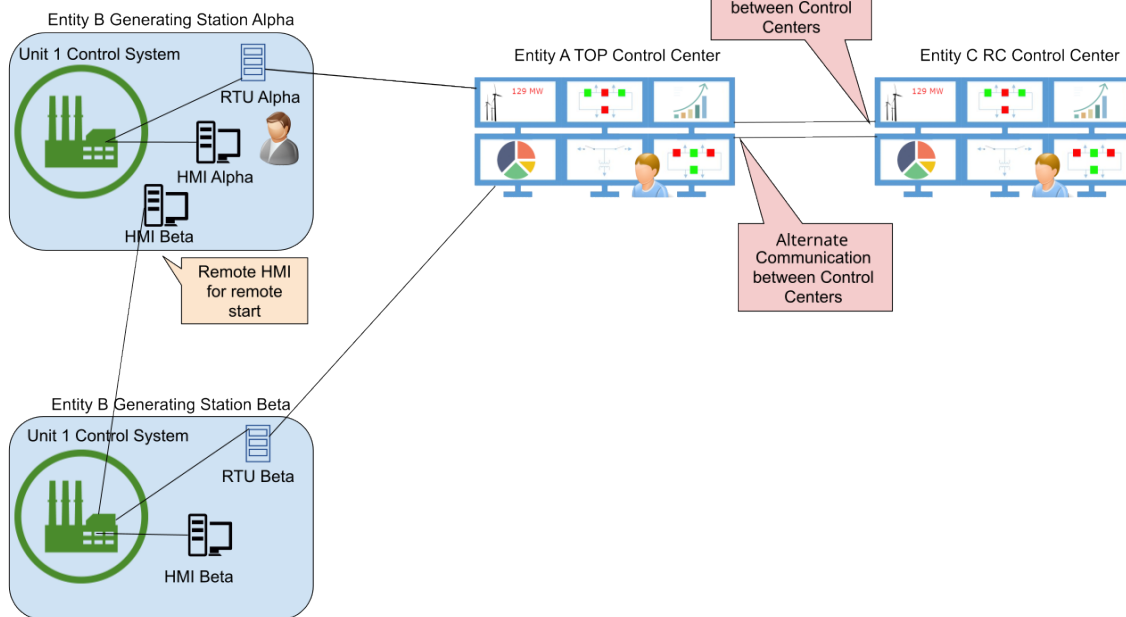 Entity B Generating Station Alpha
Unit 1 Control System
RTU Alpha
HMI Alpha
HMI Beta
Remote HMI
for remote
start
between Control
Centers
Entity A TOP Control Center
129 MW
Entity C RC Control Center
129 MW
Alternate
Communication
between Control
Centers
Entity B Generating Station Beta
Unit 1 Control System
RTU Beta
HMI Beta